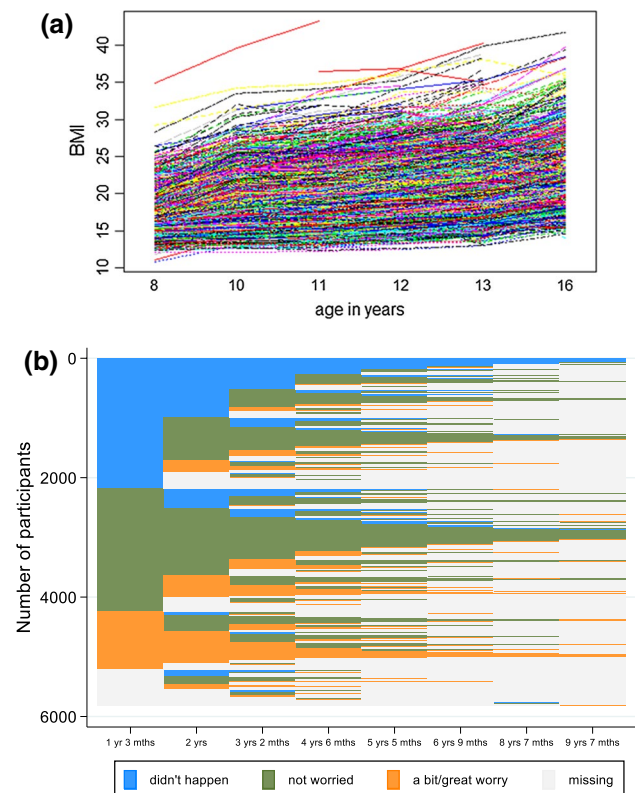 (a)
BMI
40
35
30
25
20
15
10
8 10 11 12 13 16
age in years
(b)
Number of participants
0
2000
4000
6000
1 yr 3 mths 2 yrs 3 yrs 2 mths 4 yrs 6 mths 5 yrs 5 mths 6 yrs 9 mths 8 yrs 7 mths 9 yrs 7 mths
didn't happen not worried a bit/great worry missing